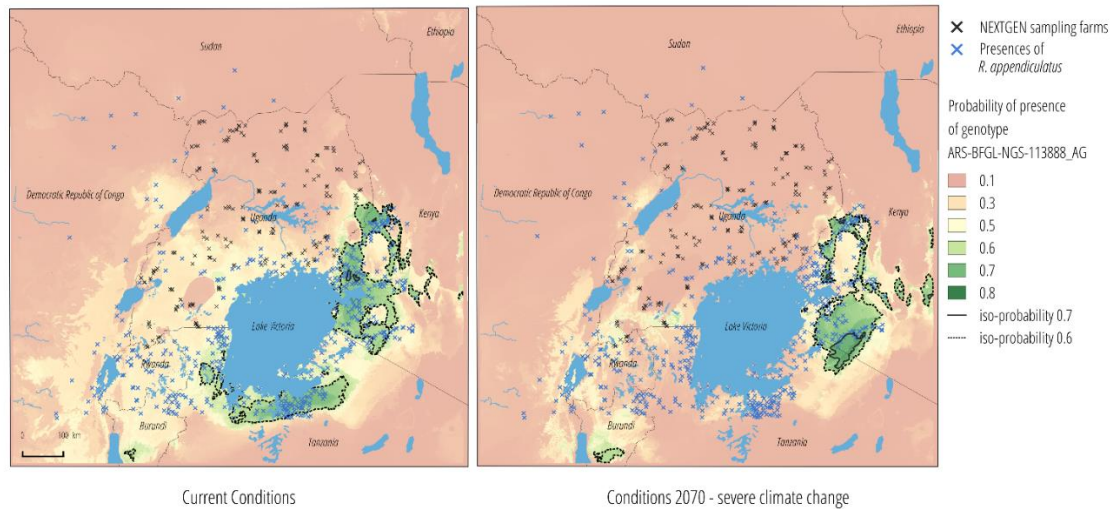 Sudan
Ethiopia
Democratic Republic of Congo
Uganda
Kenya
Lake Victoria
Rwanda
Burundi
Tanzania
0 100 km
Current Conditions
Sudan
Ethiopia
Democratic Republic of Congo
Uganda
Kenya
Lake Victoria
Rwanda
Burundi
Tanzania
Conditions 2070 - severe climate change
NEXTGEN sampling farms
Presences of
R. appendiculatus
Probability of presence
of genotype
ARS-BFGL-NGS-113888_AG
0.1
0.3
0.5
0.6
0.7
0.8
iso-probability 0.7
iso-probability 0.6